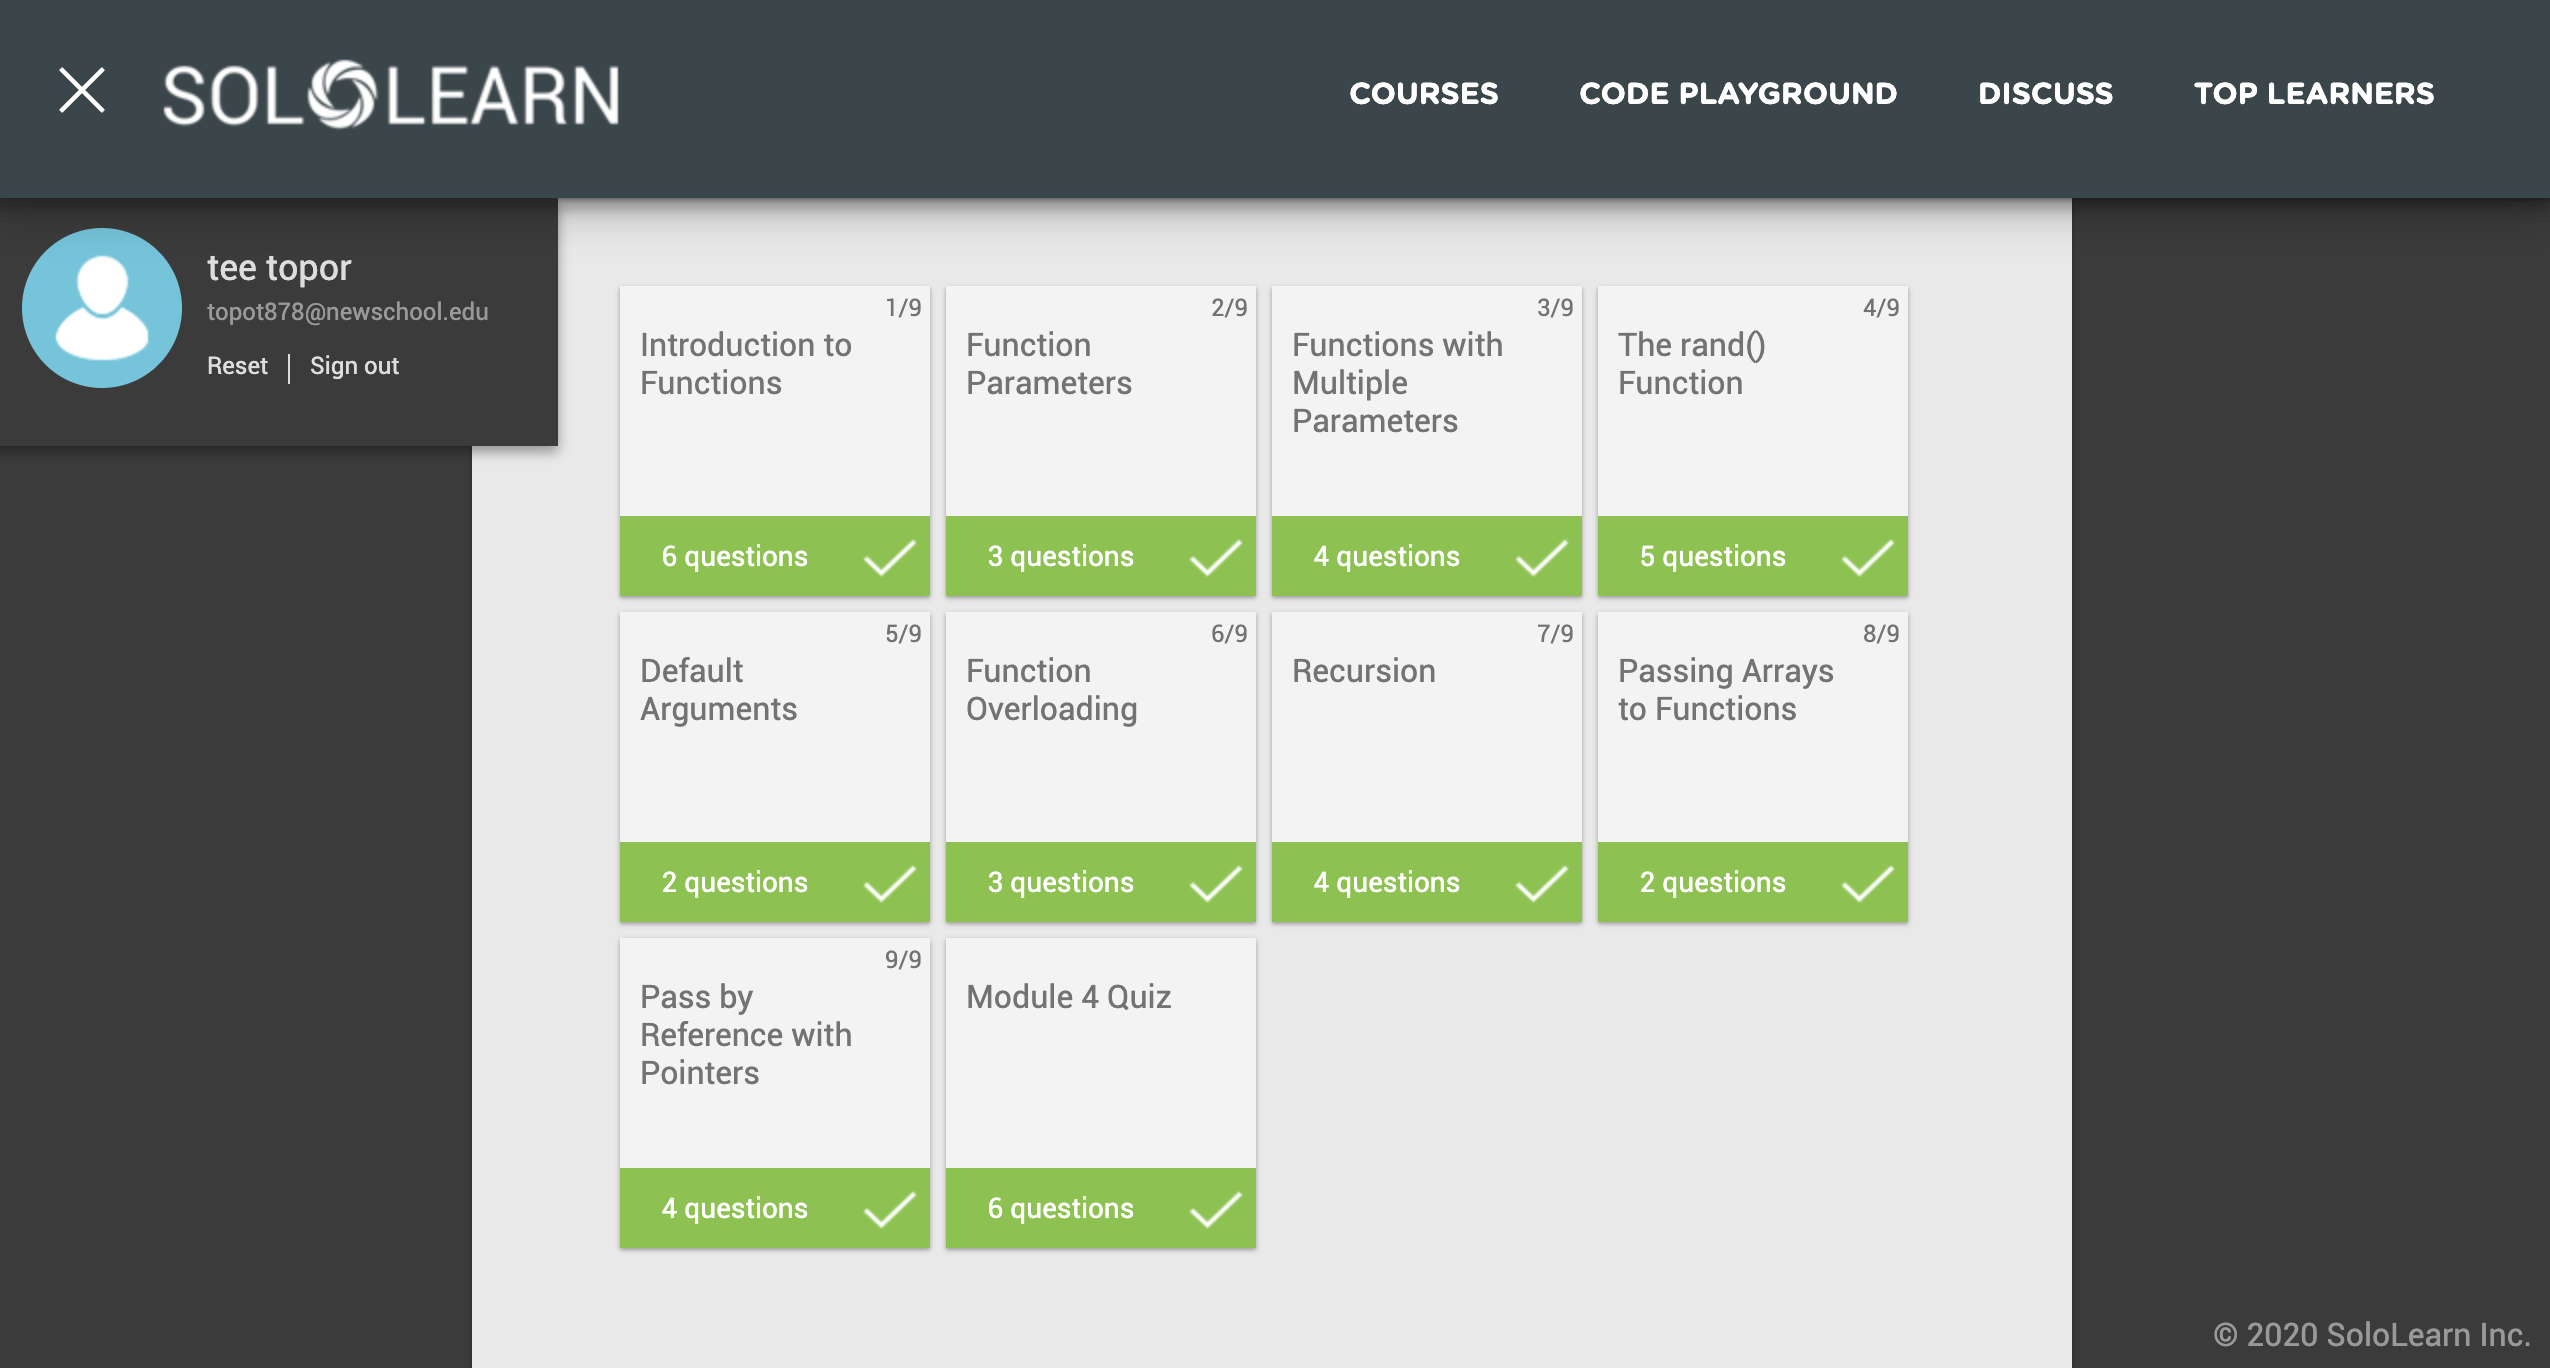 SOLOLEARN
COURSES CODE PLAYGROUND DISCUSS TOP LEARNERS
tee topor
topot878@newschool.edu
Reset | Sign out
1/9
Introduction to
Functions
6 questions
2/9
Function
Parameters
3 questions
3/9
Functions with
Multiple
Parameters
4 questions
4/9
The rand()
Function
5 questions
5/9
Default
Arguments
2 questions
6/9
Function
Overloading
3 questions
7/9
Recursion
4 questions
8/9
Passing Arrays
to Functions
2 questions
9/9
Pass by
Reference with
Pointers
4 questions
Module 4 Quiz
6 questions
© 2020 SoloLearn Inc.